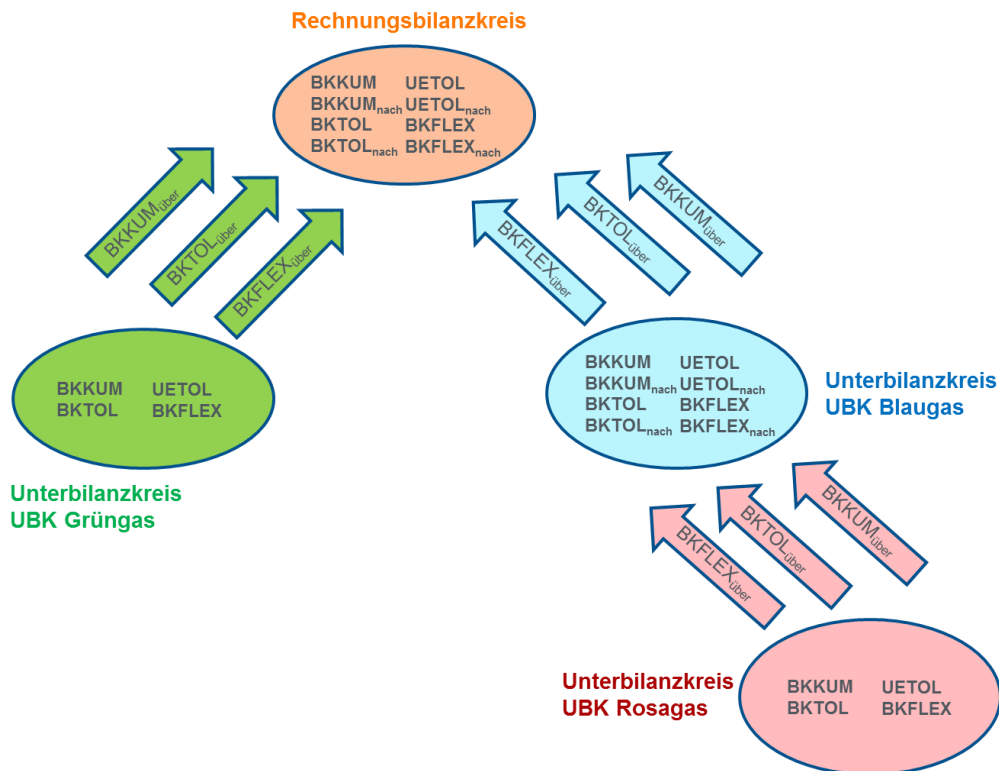 Rechnungsbilanzkreis
BKKUM UETOL
BKKUMnach UETOLnach
BKTOL BKFLEX
BKTOLnach BKFLEXnach
BKKUMüber
BKTOLüber
BKFLEXüber
BKFLEXüber
BKTOLüber
BKKUMüber
BKKUM UETOL
BKTOL BKFLEX
Unterbilanzkreis
UBK Grüngas
BKKUM UETOL
BKKUMnach UETOLnach
BKTOL BKFLEX
BKTOLnach BKFLEXnach
Unterbilanzkreis
UBK Blaugas
BKFLEXüber
BKTOLüber
BKKUMüber
Unterbilanzkreis
UBK Rosagas
BKKUM UETOL
BKTOL BKFLEX